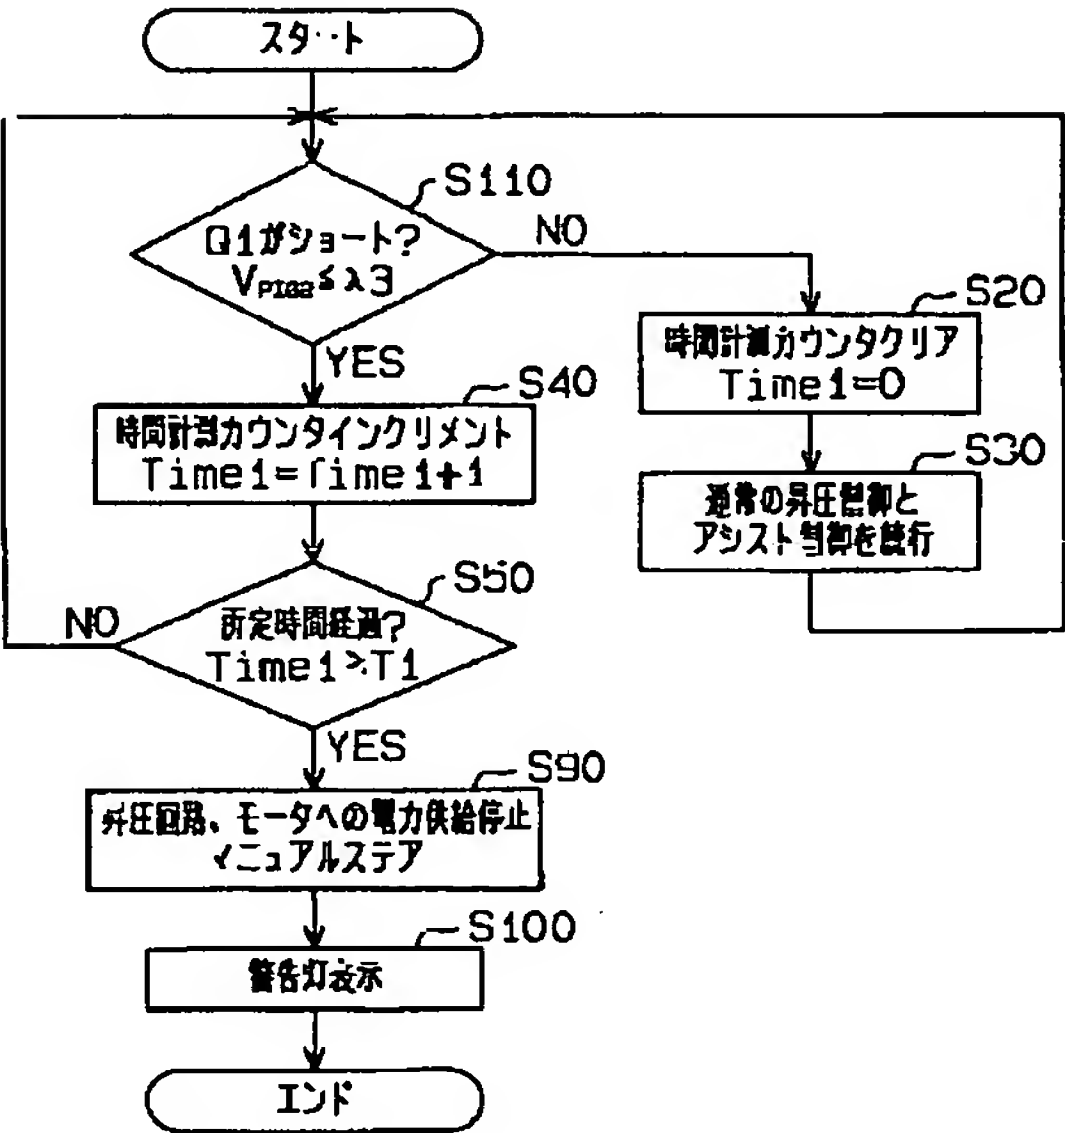 スタート
S110
Q1がショート?
VPIG2≦λ3
NO
YES
S20
時間計測カウンタクリア
Time1=0
S40
時間計測カウンタインクリメント
Time1=Time1+1
S30
通常の昇圧制御と
アシスト制御を続行
S50
所定時間経過?
Time1≧T1
NO
YES
S90
昇圧回路、モータへの電力供給停止
マニュアルステア
S100
警告灯表示
エンド